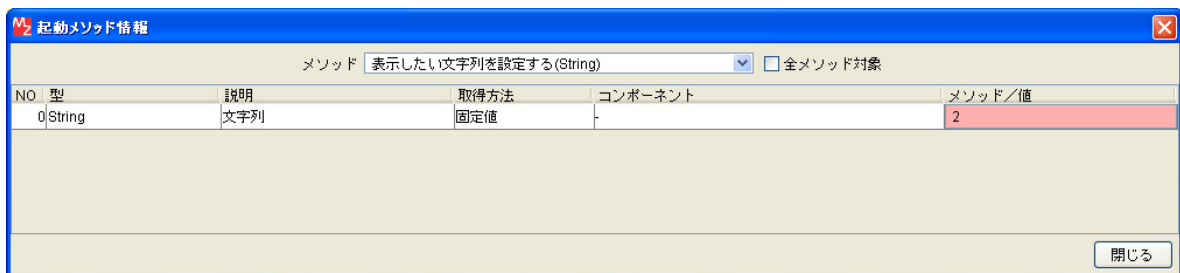 MZ 起動メソッド情報
メソッド 表示したい文字列を設定する(String) 全メソッド対象
NO 型 説明 取得方法 コンポーネント メソッド／値
0 String 文字列 固定値 - 2
閉じる